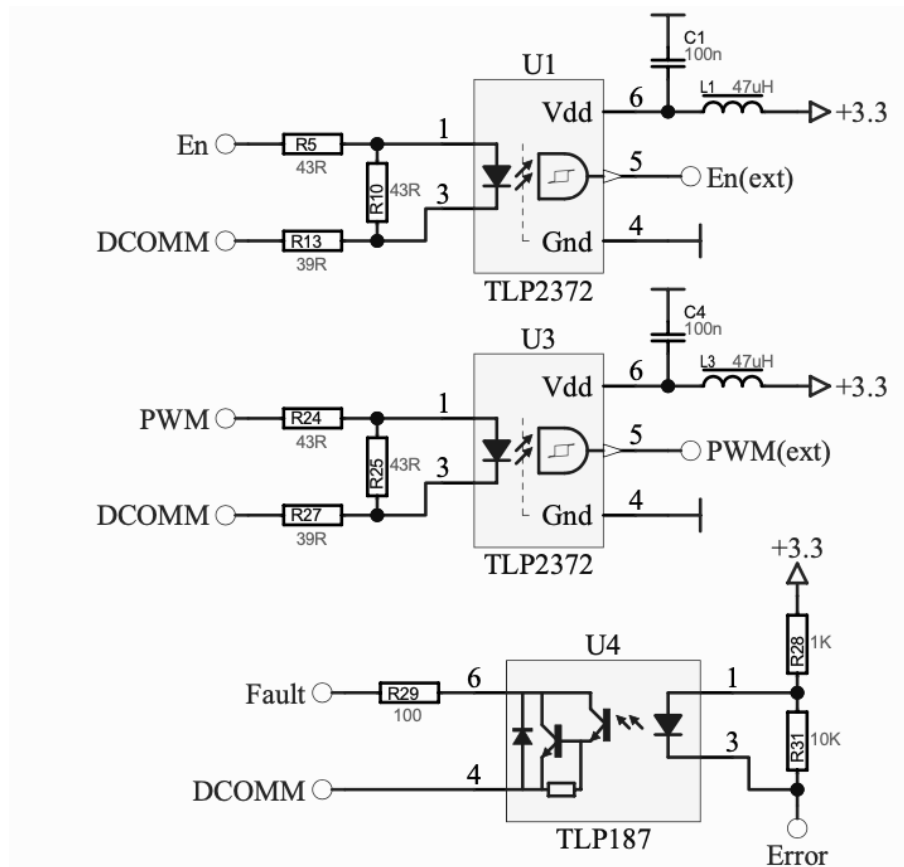 C1
100n
U1
L1 47uH
Vdd 6 +3.3
En R5 1
43R
R10 43R
5 En(ext)
3
DCOMM R13 Gnd 4
39R
TLP2372
C4
100n
U3
L3 47uH
Vdd 6 +3.3
PWM R24 1
43R
R25 43R
5 PWM(ext)
3
DCOMM R27 Gnd 4
39R
TLP2372
+3.3
R28 1K
U4
Fault R29 6 1
100
R31 10K
3
DCOMM 4
TLP187
Error